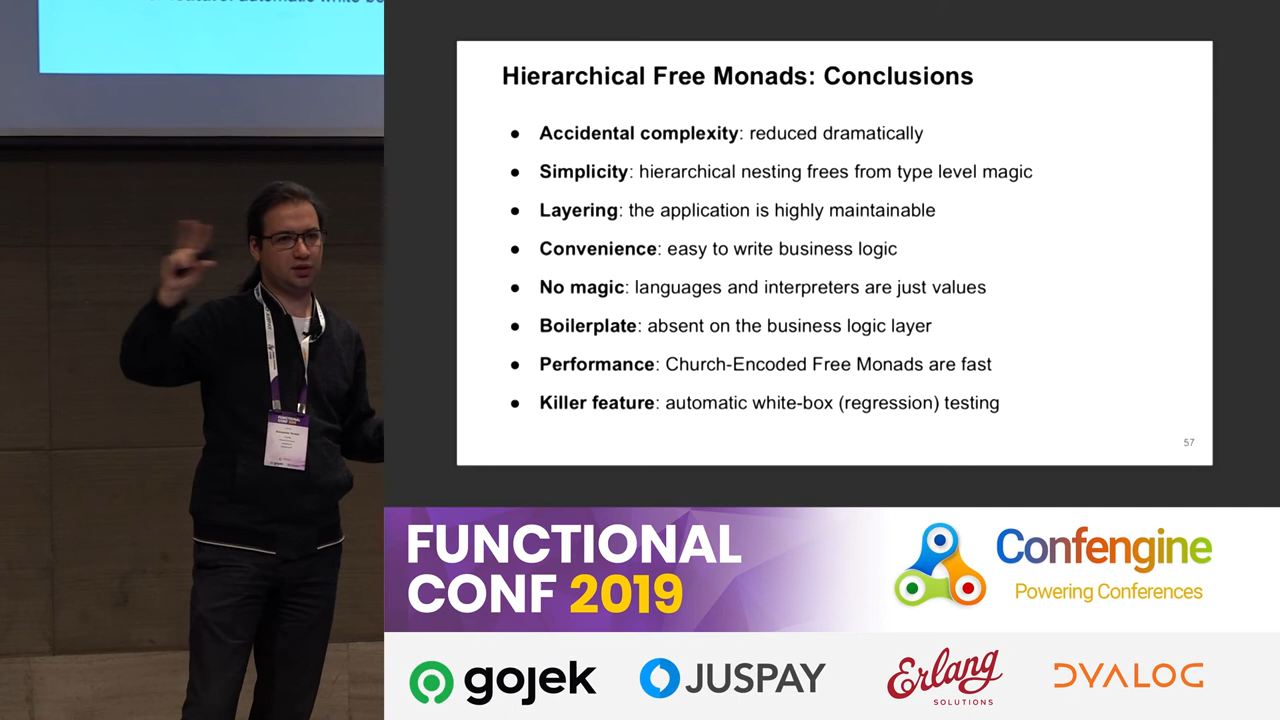 Hierarchical Free Monads: Conclusions
● Accidental complexity: reduced dramatically
● Simplicity: hierarchical nesting frees from type level magic
● Layering: the application is highly maintainable
● Convenience: easy to write business logic
● No magic: languages and interpreters are just values
● Boilerplate: absent on the business logic layer
● Performance: Church-Encoded Free Monads are fast
● Killer feature: automatic white-box (regression) testing
57
FUNCTIONAL
CONF 2019
Confengine
Powering Conferences
gojek
JUSPAY
Erlang
SOLUTIONS
DYALOG
FUNCTIONAL
CONF 2019